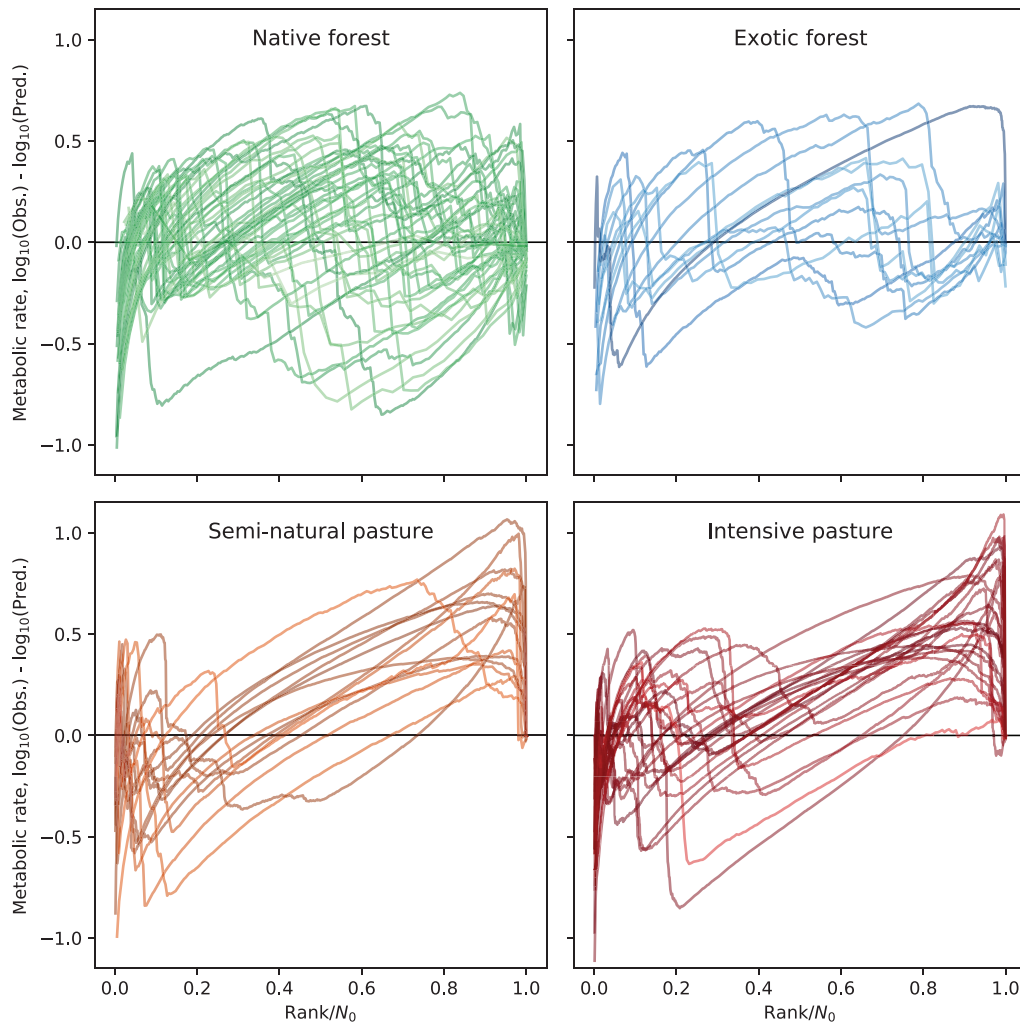 Native forest
Exotic forest
Metabolic rate, log₁₀(Obs.) - log₁₀(Pred.)
1.0
0.5
0.0
−0.5
−1.0
Semi-natural pasture
Intensive pasture
Metabolic rate, log₁₀(Obs.) - log₁₀(Pred.)
1.0
0.5
0.0
−0.5
−1.0
0.0 0.2 0.4 0.6 0.8 1.0
0.0 0.2 0.4 0.6 0.8 1.0
Rank/N₀
Rank/N₀